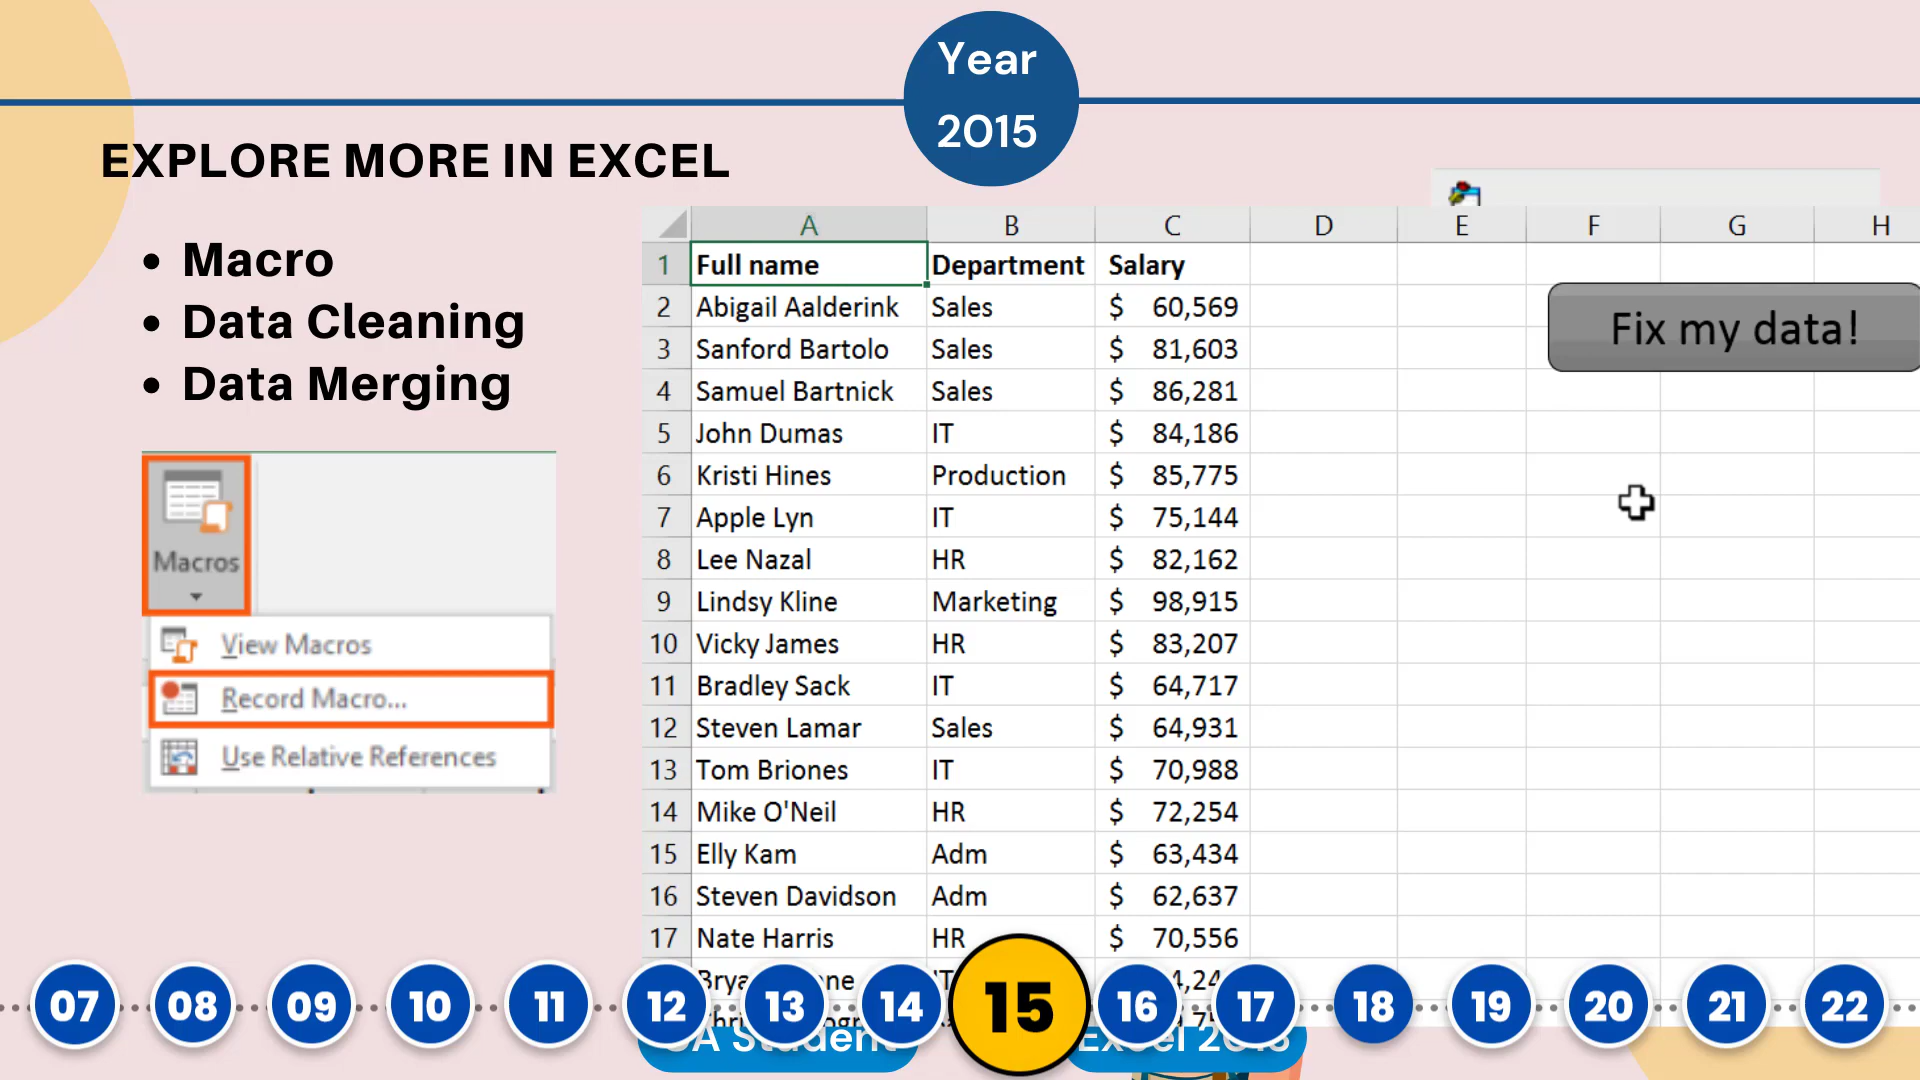 Year
2015
EXPLORE MORE IN EXCEL
• Macro
• Data Cleaning
• Data Merging
Macros
View Macros
Record Macro...
Use Relative References
A B C D E F G H
1 Full name Department Salary
2 Abigail Aalderink Sales $ 60,569
3 Sanford Bartolo Sales $ 81,603
4 Samuel Bartnick Sales $ 86,281
5 John Dumas IT $ 84,186
6 Kristi Hines Production $ 85,775
7 Apple Lyn IT $ 75,144
8 Lee Nazal HR $ 82,162
9 Lindsy Kline Marketing $ 98,915
10 Vicky James HR $ 83,207
11 Bradley Sack IT $ 64,717
12 Steven Lamar Sales $ 64,931
13 Tom Briones IT $ 70,988
14 Mike O'Neil HR $ 72,254
15 Elly Kam Adm $ 63,434
16 Steven Davidson Adm $ 62,637
17 Nate Harris HR $ 70,556
Fix my data!
07 08 09 10 11 12 13 14 15 16 17 18 19 20 21 22
Student
Excel